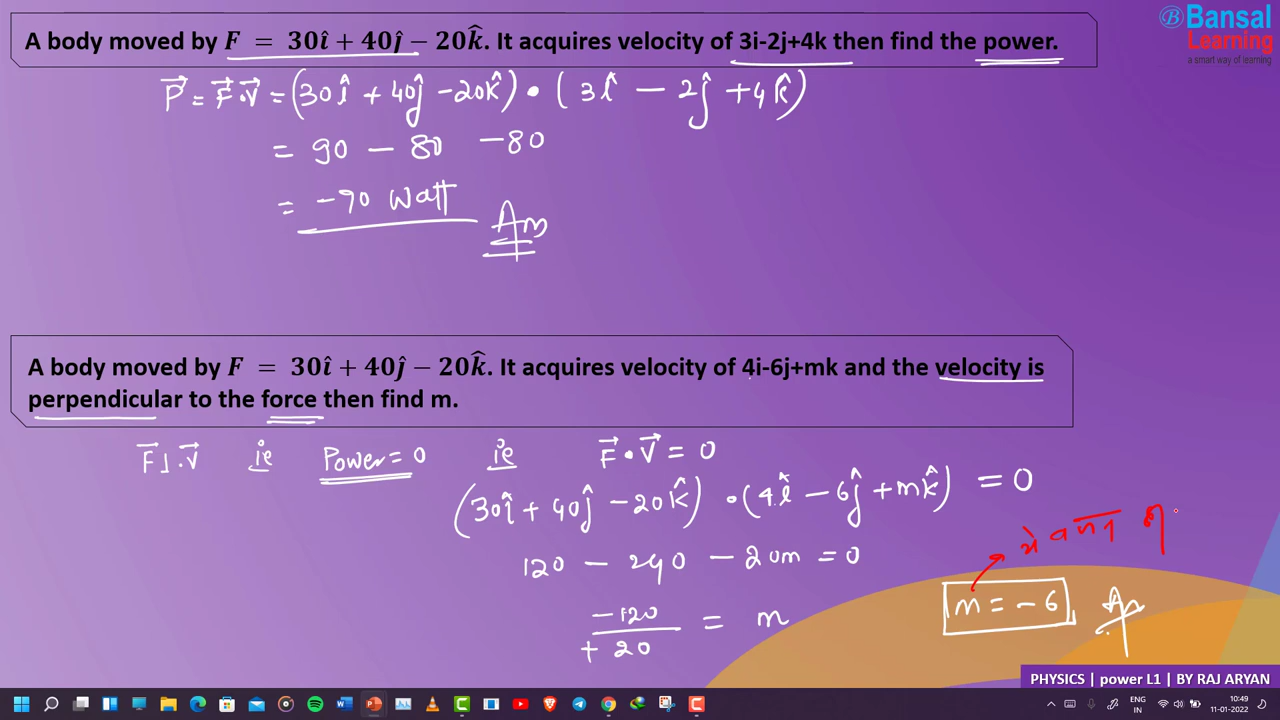 Bansal
Learning
a smart way of learning
A body moved by F = 30î + 40ĵ − 20k̂. It acquires velocity of 3i-2j+4k then find the power.
P⃗ = F⃗·V⃗ = (30î + 40ĵ − 20k̂) • (3î − 2ĵ + 4k̂)
= 90 − 80 − 80
= −70 Watt
Ans
A body moved by F = 30î + 40ĵ − 20k̂. It acquires velocity of 4i-6j+mk and the velocity is
perpendicular to the force then find m.
F⃗⊥.V⃗ ie Power = 0 ie F⃗•V⃗ = 0
(30î + 40ĵ − 20k̂) • (4î − 6ĵ + mk̂) = 0
120 − 240 − 20m = 0
−120/+20 = m
m = −6 Ans
PHYSICS | power L1 | BY RAJ ARYAN
ENG
IN
10:49
11-01-2022